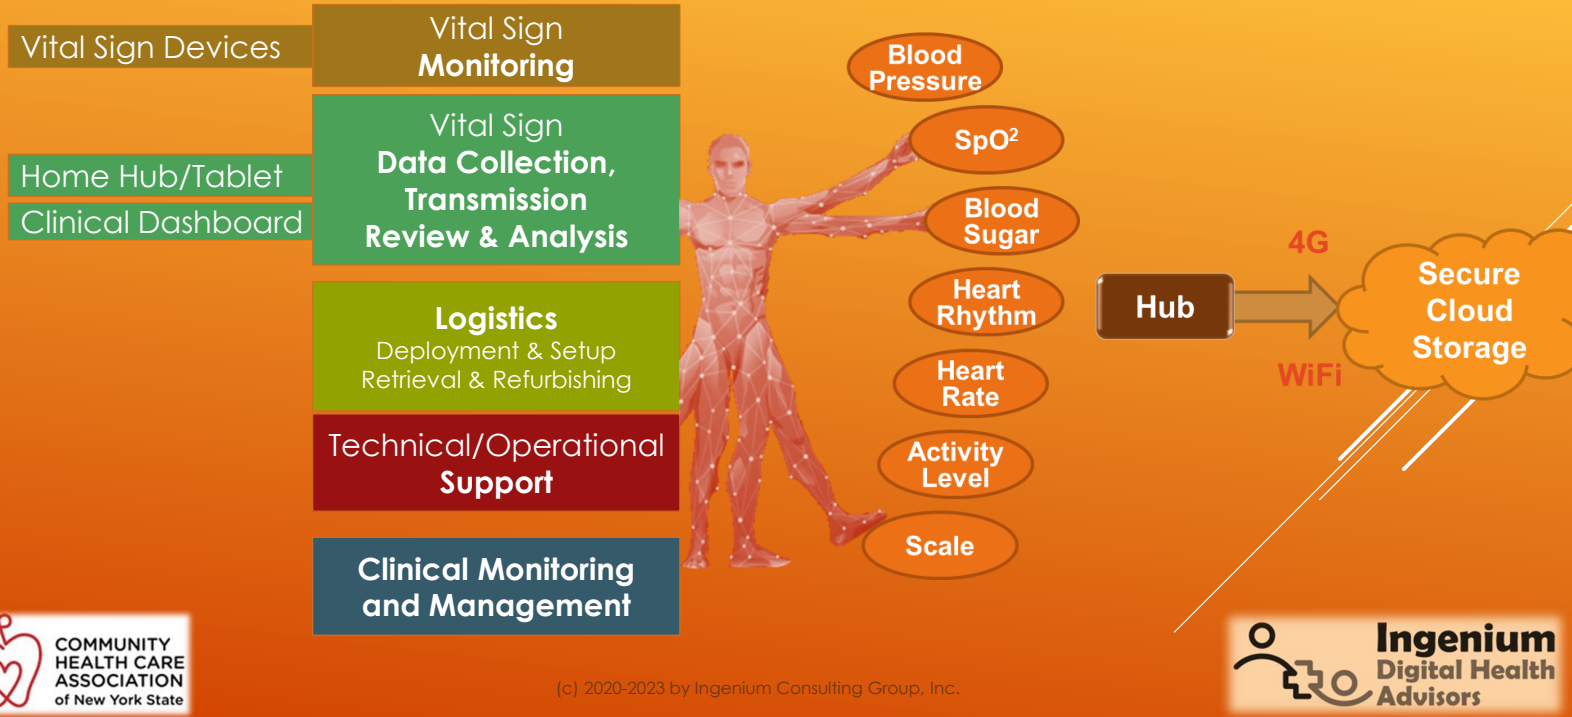 Vital Sign Devices
Home Hub/Tablet
Clinical Dashboard
Vital Sign
Monitoring
Vital Sign
Data Collection,
Transmission
Review & Analysis
Logistics
Deployment & Setup
Retrieval & Refurbishing
Technical/Operational
Support
Clinical Monitoring
and Management
Blood
Pressure
SpO²
Blood
Sugar
Heart
Rhythm
Heart
Rate
Activity
Level
Scale
Hub
4G
WiFi
Secure
Cloud
Storage
COMMUNITY
HEALTH CARE
ASSOCIATION
of New York State
(c) 2020-2023 by Ingenium Consulting Group, Inc.
Ingenium
Digital Health
Advisors